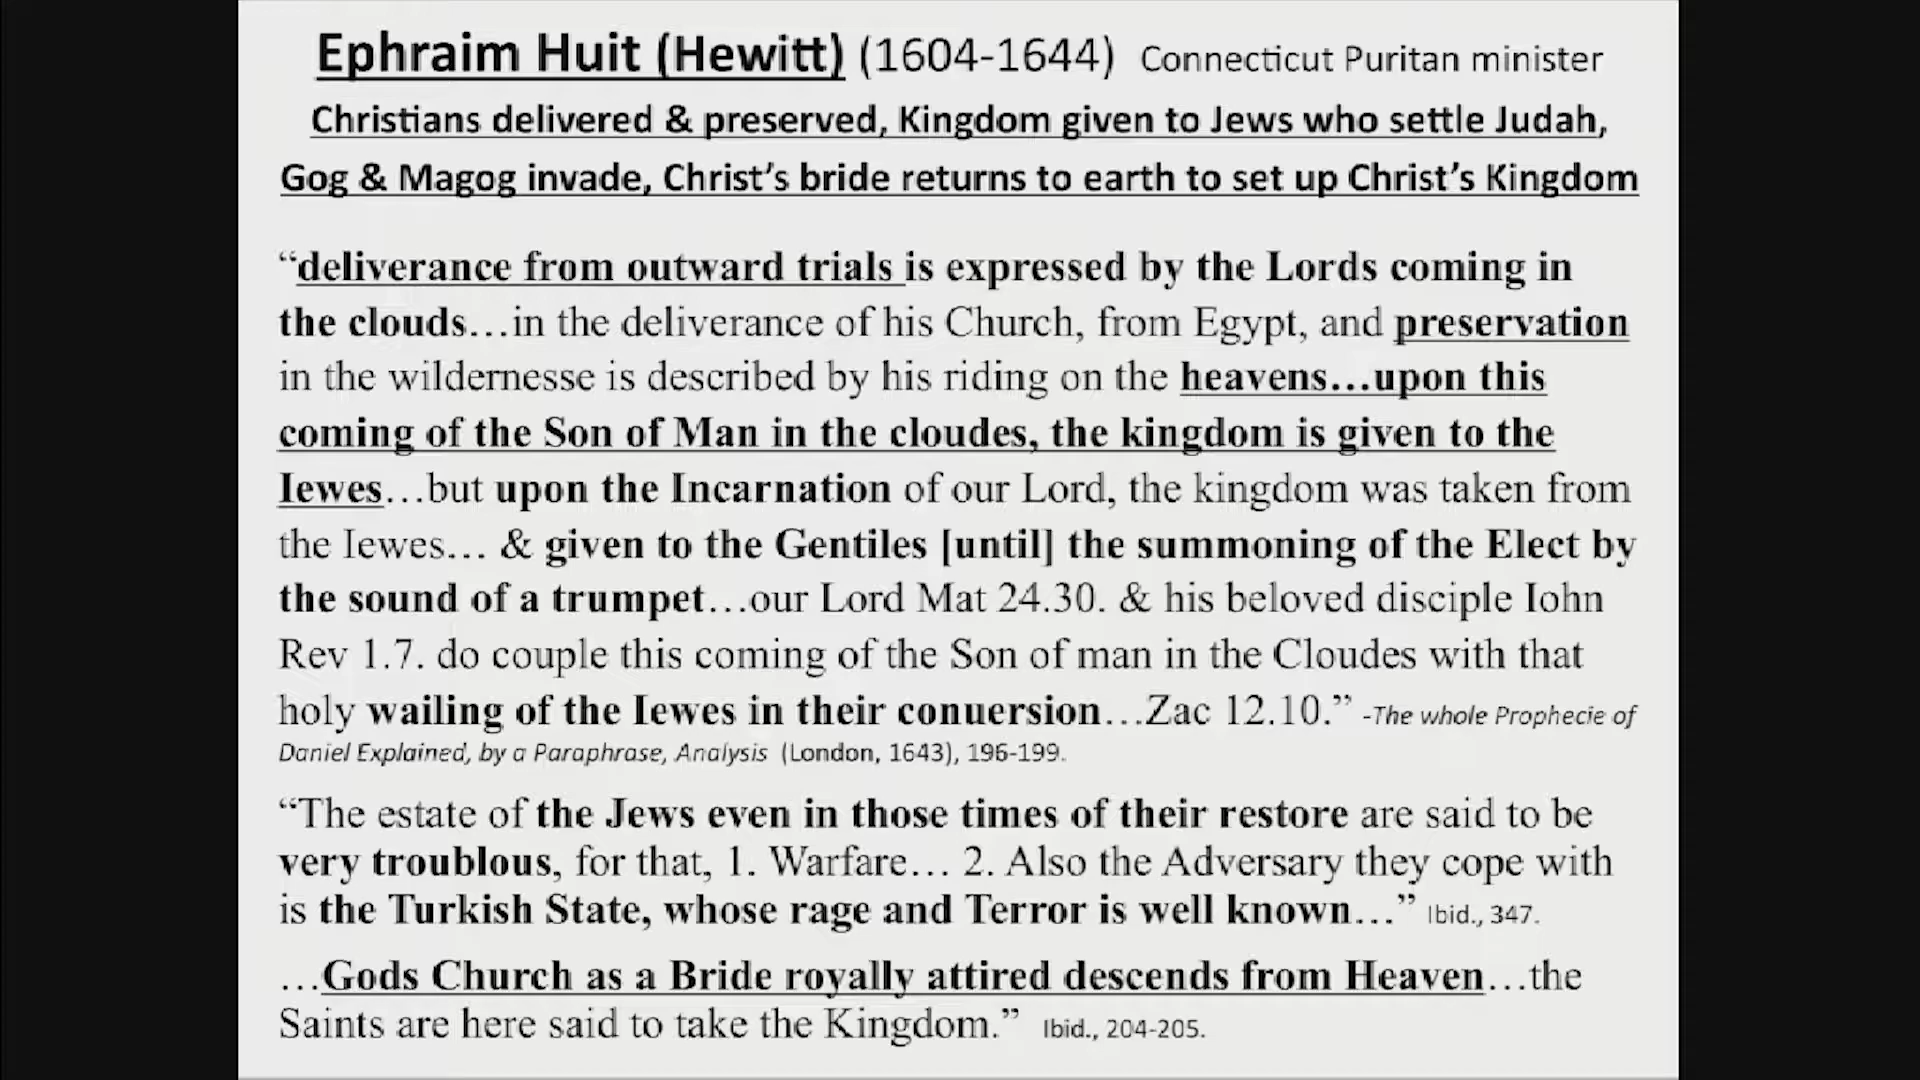 Ephraim Huit (Hewitt) (1604-1644) Connecticut Puritan minister
Christians delivered & preserved, Kingdom given to Jews who settle Judah,
Gog & Magog invade, Christ’s bride returns to earth to set up Christ’s Kingdom
“deliverance from outward trials is expressed by the Lords coming in
the clouds…in the deliverance of his Church, from Egypt, and preservation
in the wildernesse is described by his riding on the heavens…upon this
coming of the Son of Man in the cloudes, the kingdom is given to the
Iewes…but upon the Incarnation of our Lord, the kingdom was taken from
the Iewes… & given to the Gentiles [until] the summoning of the Elect by
the sound of a trumpet…our Lord Mat 24.30. & his beloved disciple Iohn
Rev 1.7. do couple this coming of the Son of man in the Cloudes with that
holy wailing of the Iewes in their conuersion…Zac 12.10.” -The whole Prophecie of
Daniel Explained, by a Paraphrase, Analysis (London, 1643), 196-199.
“The estate of the Jews even in those times of their restore are said to be
very troublous, for that, 1. Warfare… 2. Also the Adversary they cope with
is the Turkish State, whose rage and Terror is well known…” Ibid., 347.
…Gods Church as a Bride royally attired descends from Heaven…the
Saints are here said to take the Kingdom.” Ibid., 204-205.